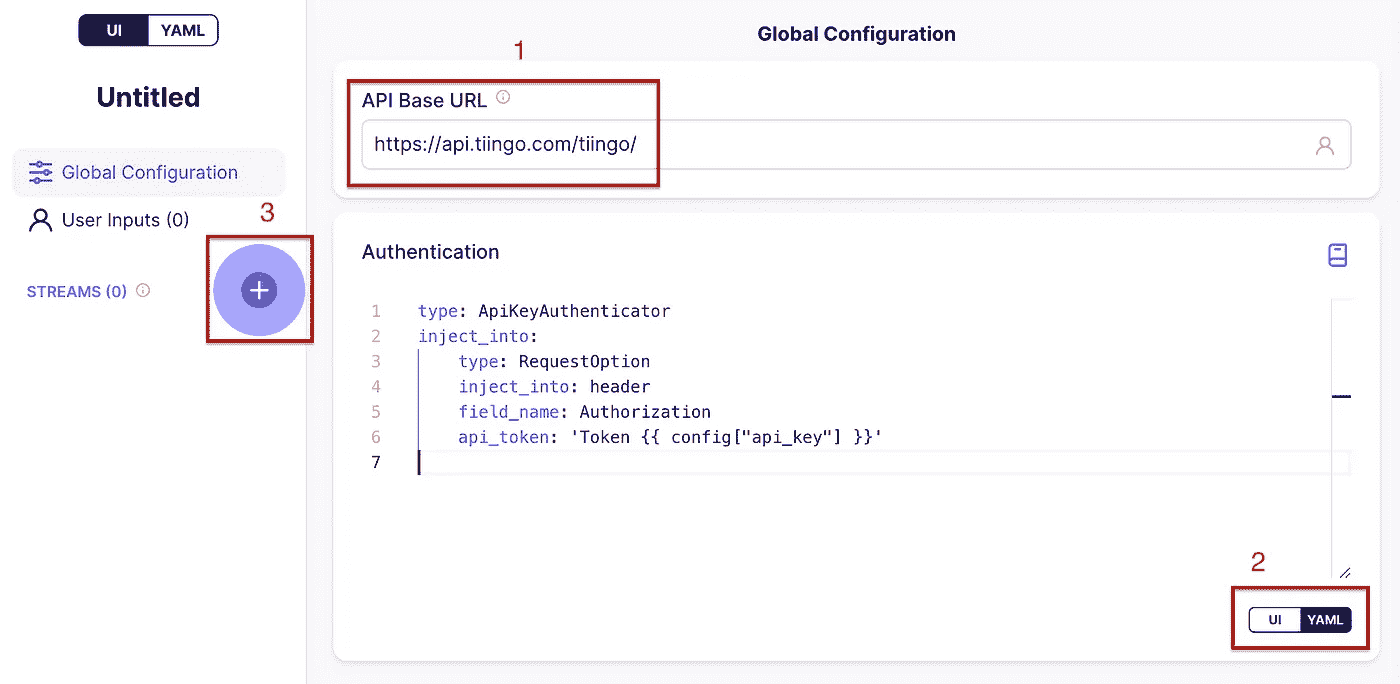 UI YAML
Untitled
Global Configuration
User Inputs (0)
3
STREAMS (0)
Global Configuration
1
API Base URL
https://api.tiingo.com/tiingo/
Authentication
1 type: ApiKeyAuthenticator
2 inject_into:
3 type: RequestOption
4 inject_into: header
5 field_name: Authorization
6 api_token: 'Token {{ config["api_key"] }}'
7
2
UI YAML